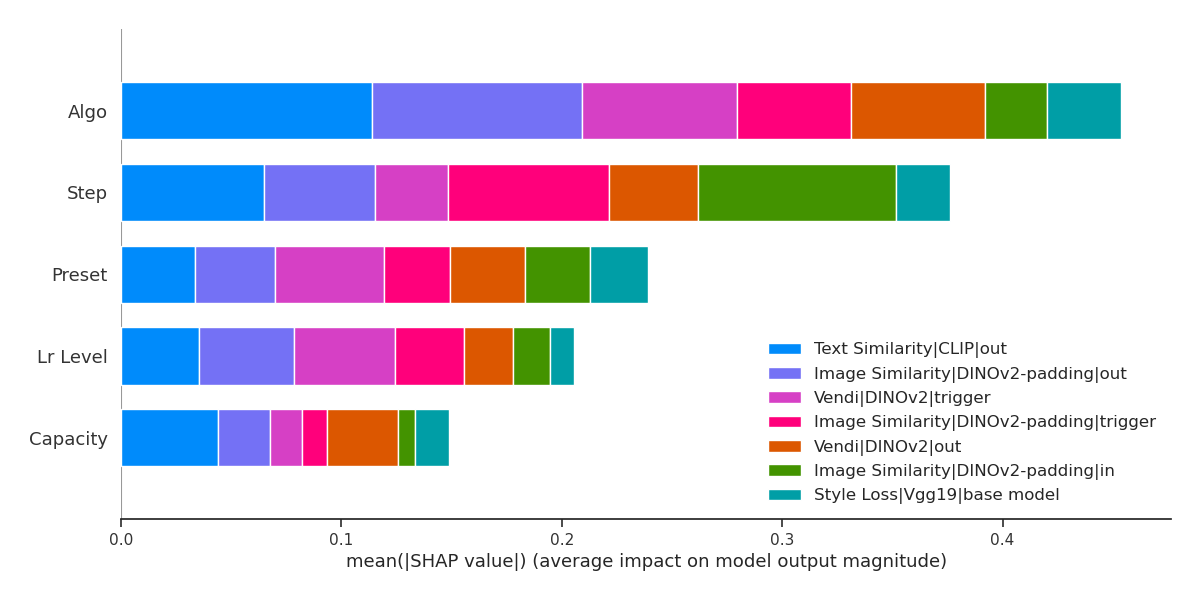 Algo
Step
Preset
Lr Level
Capacity
Text Similarity|CLIP|out
Image Similarity|DINOv2-padding|out
Vendi|DINOv2|trigger
Image Similarity|DINOv2-padding|trigger
Vendi|DINOv2|out
Image Similarity|DINOv2-padding|in
Style Loss|Vgg19|base model
0.0 0.1 0.2 0.3 0.4
mean(|SHAP value|) (average impact on model output magnitude)